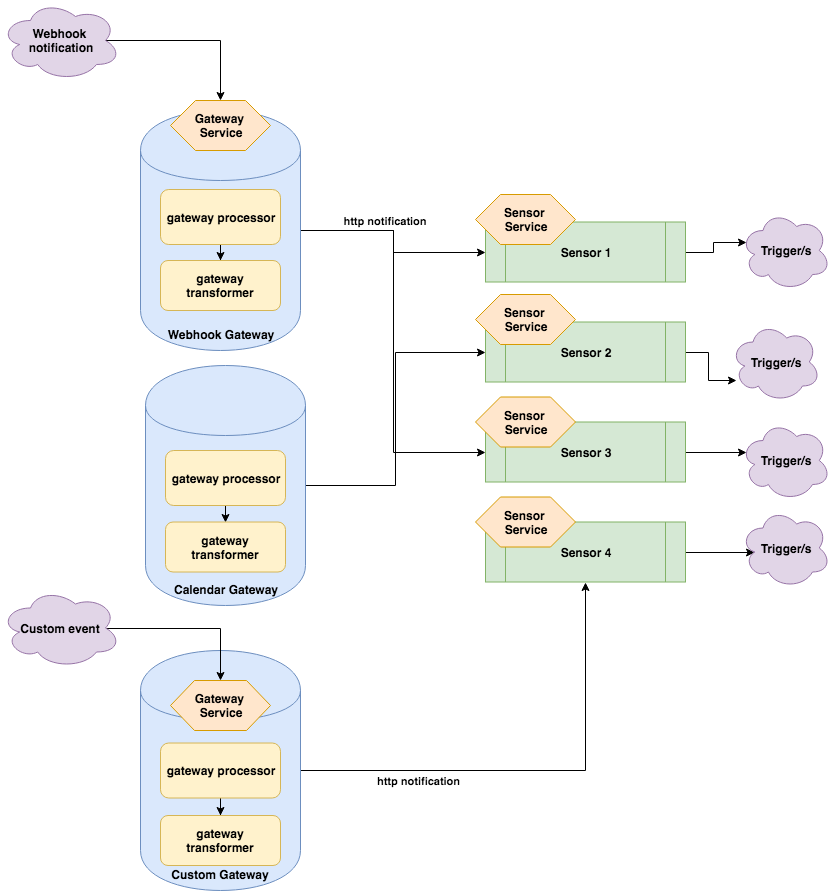 Webhook
notification
Gateway
Service
gateway processor
gateway
transformer
Webhook Gateway
http notification
Sensor
Service
Sensor 1
Trigger/s
Sensor
Service
Sensor 2
Trigger/s
Sensor
Service
Sensor 3
Trigger/s
Sensor
Service
Sensor 4
Trigger/s
gateway processor
gateway
transformer
Calendar Gateway
Custom event
Gateway
Service
gateway processor
gateway
transformer
Custom Gateway
http notification